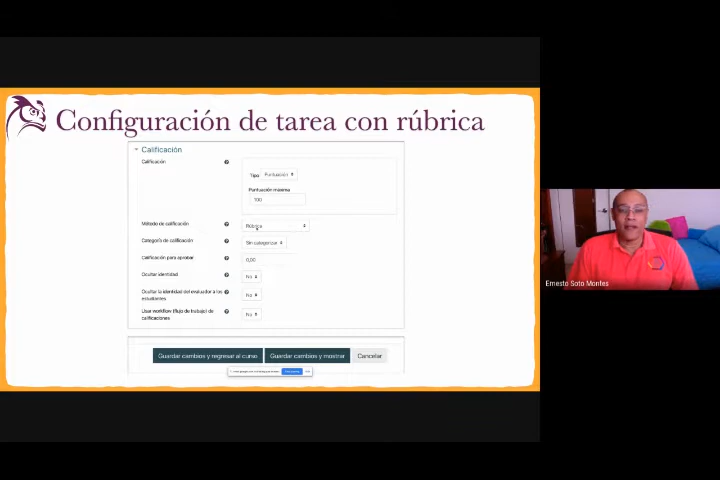 Configuración de tarea con rúbrica
Calificación
Calificación
Tipo Puntuación
Puntuación máxima
100
Método de calificación Rúbrica
Categoría de calificación Sin categorizar
Calificación para aprobar 0,00
Ocultar identidad No
Ocultar la identidad del evaluador a los
estudiantes No
Usar workflow (flujo de trabajo) de
calificaciones No
Guardar cambios y regresar al curso Guardar cambios y mostrar Cancelar
Ernesto Soto Montes